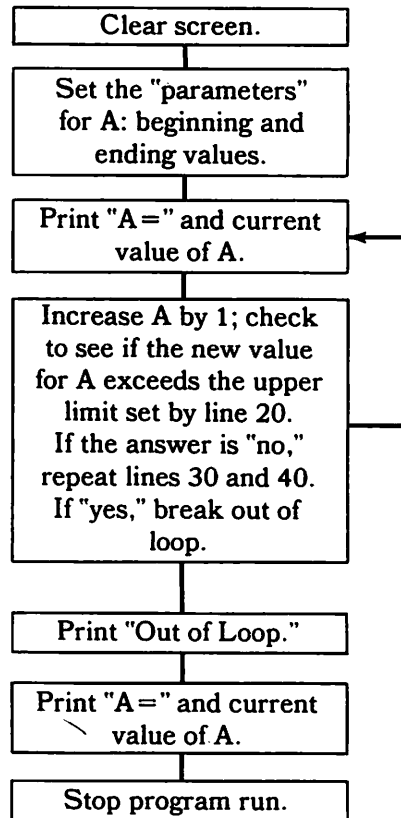 Clear screen.
Set the "parameters"
for A: beginning and
ending values.
Print "A=" and current
value of A.
Increase A by 1; check
to see if the new value
for A exceeds the upper
limit set by line 20.
If the answer is "no,"
repeat lines 30 and 40.
If "yes," break out of
loop.
Print "Out of Loop."
Print "A=" and current
value of A.
Stop program run.